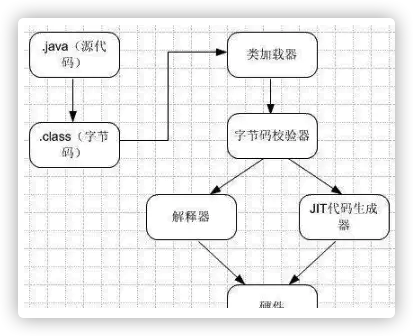 .java（源代
码）
类加载器
.class（字节
码）
字节码校验器
解释器
JIT代码生成
器
硬件